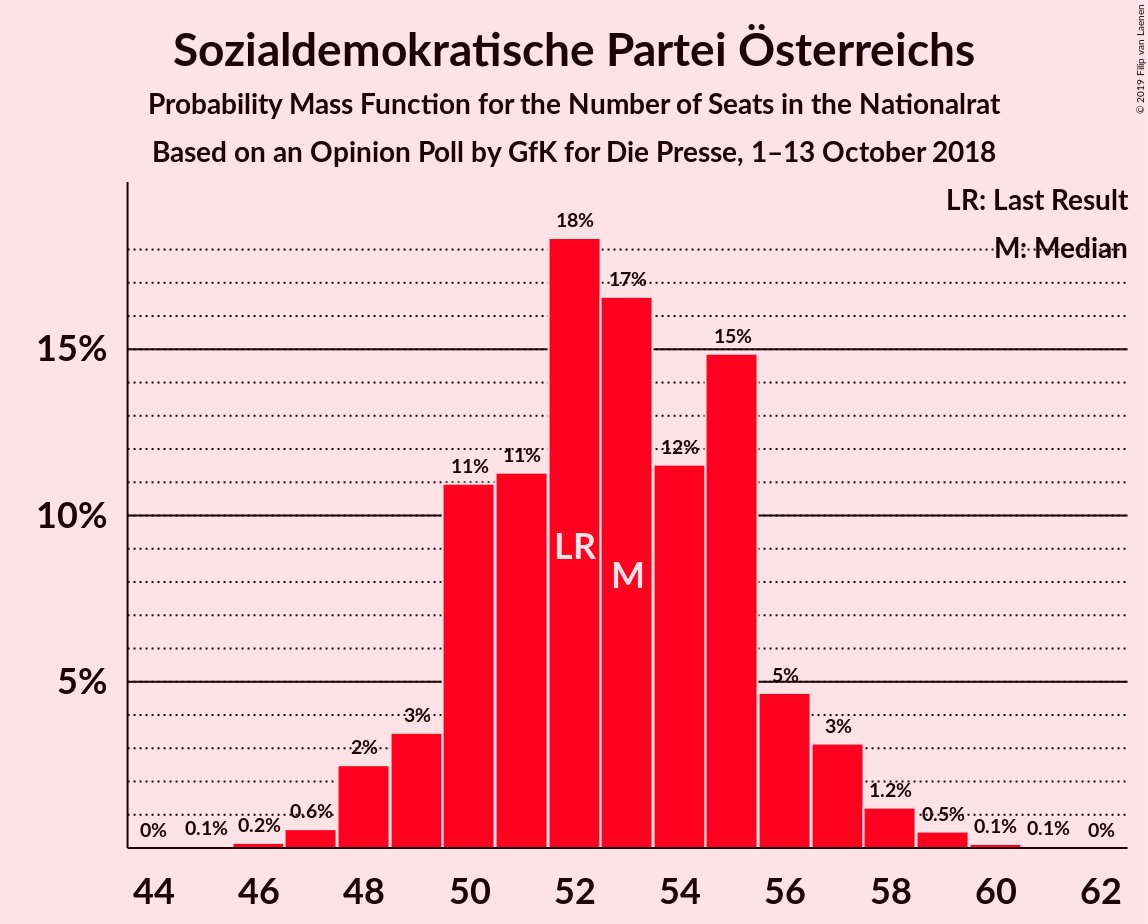 Sozialdemokratische Partei Österreichs
Probability Mass Function for the Number of Seats in the Nationalrat
Based on an Opinion Poll by GfK for Die Presse, 1–13 October 2018
© 2019 Filip van Laenen
LR: Last Result
M: Median
15%
10%
5%
0%
0.1%
0.2%
0.6%
2%
3%
11%
11%
18%
17%
12%
15%
5%
3%
1.2%
0.5%
0.1%
0.1%
0%
LR
M
44 46 48 50 52 54 56 58 60 62